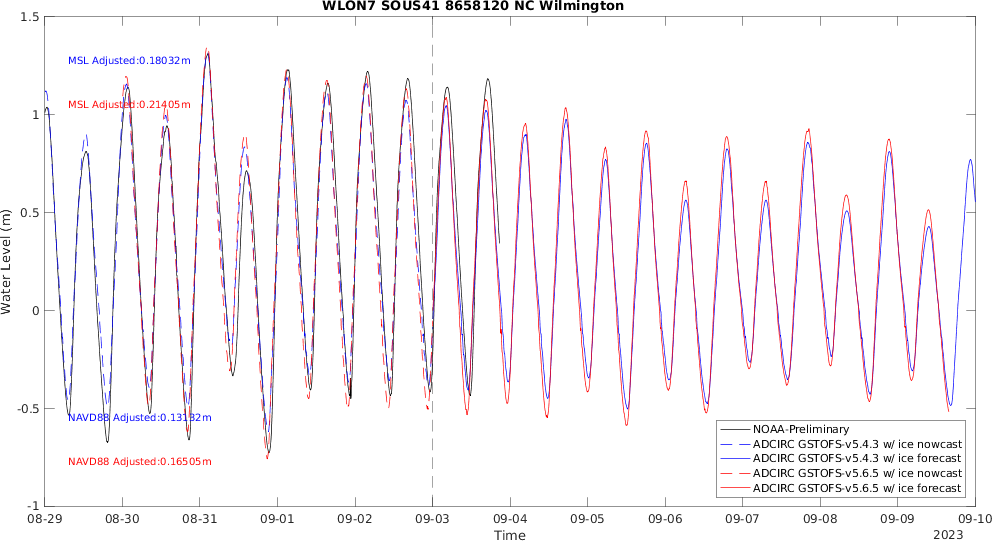 WLON7 SOUS41 8658120 NC Wilmington
1.5
1
0.5
0
-0.5
-1
Water Level (m)
MSL Adjusted:0.18032m
MSL Adjusted:0.21405m
NAVD88 Adjusted:0.13132m
NAVD88 Adjusted:0.16505m
NOAA-Preliminary
ADCIRC GSTOFS-v5.4.3 w/ ice nowcast
ADCIRC GSTOFS-v5.4.3 w/ ice forecast
ADCIRC GSTOFS-v5.6.5 w/ ice nowcast
ADCIRC GSTOFS-v5.6.5 w/ ice forecast
08-29 08-30 08-31 09-01 09-02 09-03 09-04 09-05 09-06 09-07 09-08 09-09 09-10
Time
2023